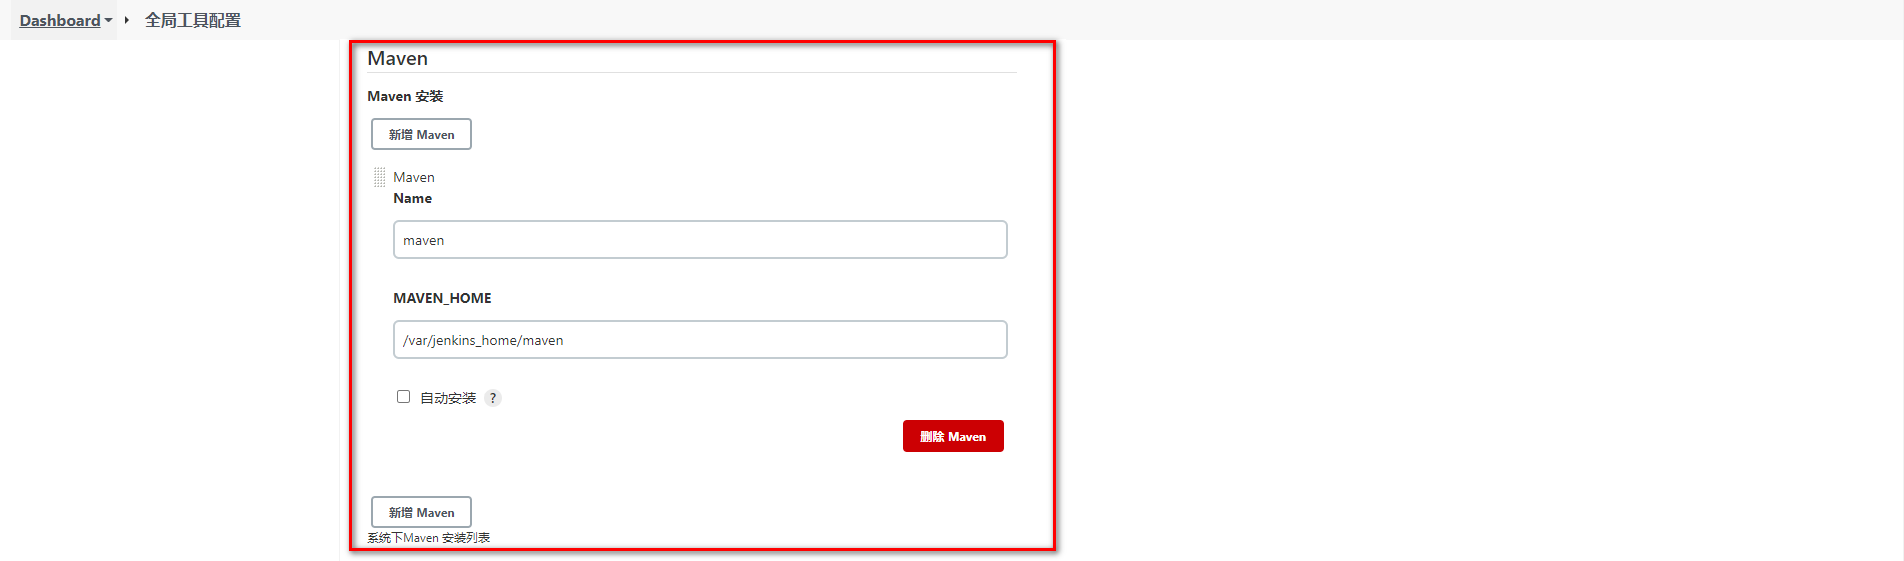 Dashboard 全局工具配置
Maven
Maven 安装
新增 Maven
Maven
Name
maven
MAVEN_HOME
/var/jenkins_home/maven
自动安装 ?
删除 Maven
新增 Maven
系统下Maven 安装列表